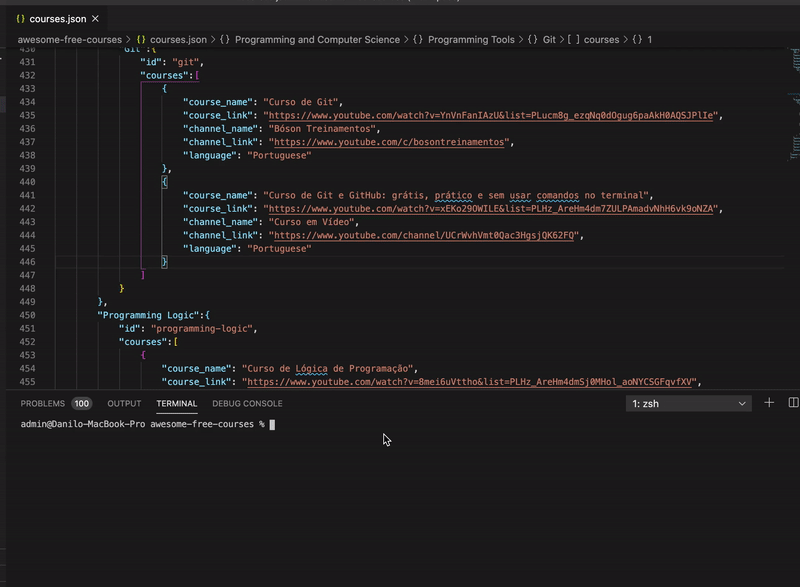 {} courses.json ×
awesome-free-courses > {} courses.json > {} Programming and Computer Science > {} Programming Tools > {} Git > [ ] courses > {} 1
430 "Git":{
431 "id": "git",
432 "courses":[
433 {
434 "course_name": "Curso de Git",
435 "course_link": "https://www.youtube.com/watch?v=YnVnFanIAzU&list=PLucm8g_ezqNq0dOgug6paAkH0AQSJPlIe",
436 "channel_name": "Bóson Treinamentos",
437 "channel_link": "https://www.youtube.com/c/bosontreinamentos",
438 "language": "Portuguese"
439 },
440 {
441 "course_name": "Curso de Git e GitHub: grátis, prático e sem usar comandos no terminal",
442 "course_link": "https://www.youtube.com/watch?v=xEKo29OWILE&list=PLHz_AreHm4dm7ZULPAmadvNhH6vk9oNZA",
443 "channel_name": "Curso em Vídeo",
444 "channel_link": "https://www.youtube.com/channel/UCrWvhVmt0Qac3HgsjQK62FQ",
445 "language": "Portuguese"
446 }
447 ]
448 }
449 },
450 "Programming Logic":{
451 "id": "programming-logic",
452 "courses":[
453 {
454 "course_name": "Curso de Lógica de Programação",
455 "course_link": "https://www.youtube.com/watch?v=8mei6uVttho&list=PLHz_AreHm4dmSj0MHol_aoNYCSGFqvfXV",
PROBLEMS 100 OUTPUT TERMINAL DEBUG CONSOLE 1: zsh
admin@Danilo-MacBook-Pro awesome-free-courses %